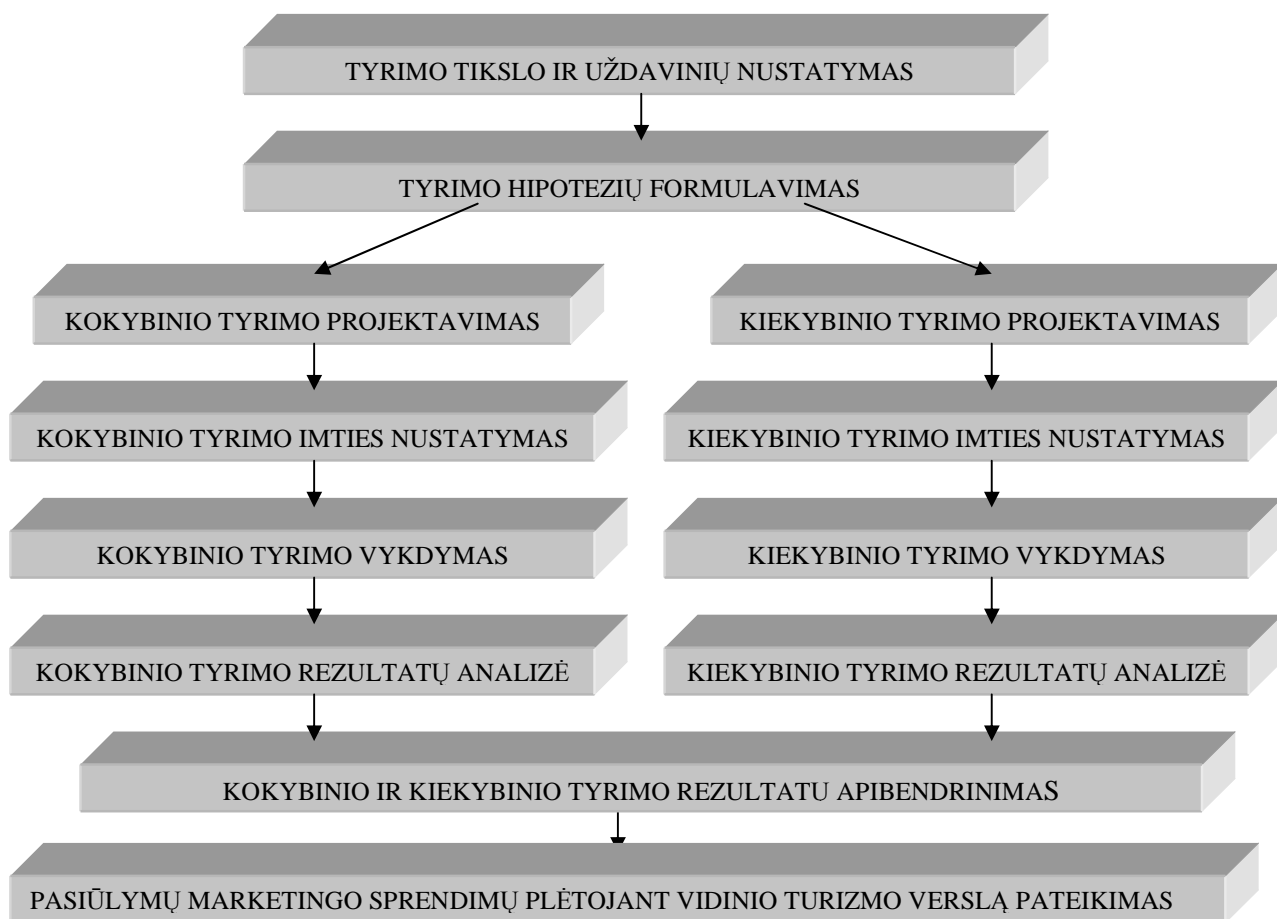 TYRIMO TIKSLO IR UŽDAVINIŲ NUSTATYMAS
TYRIMO HIPOTEZIŲ FORMULAVIMAS
KOKYBINIO TYRIMO PROJEKTAVIMAS
KIEKYBINIO TYRIMO PROJEKTAVIMAS
KOKYBINIO TYRIMO IMTIES NUSTATYMAS
KIEKYBINIO TYRIMO IMTIES NUSTATYMAS
KOKYBINIO TYRIMO VYKDYMAS
KIEKYBINIO TYRIMO VYKDYMAS
KOKYBINIO TYRIMO REZULTATŲ ANALIZĖ
KIEKYBINIO TYRIMO REZULTATŲ ANALIZĖ
KOKYBINIO IR KIEKYBINIO TYRIMO REZULTATU APIBENDRINIMAS
PASIŪLYMŲ MARKETINGO SPRENDIMŲ PLĖTOJANT VIDINIO TURIZMO VERSLĄ PATEIKIMAS